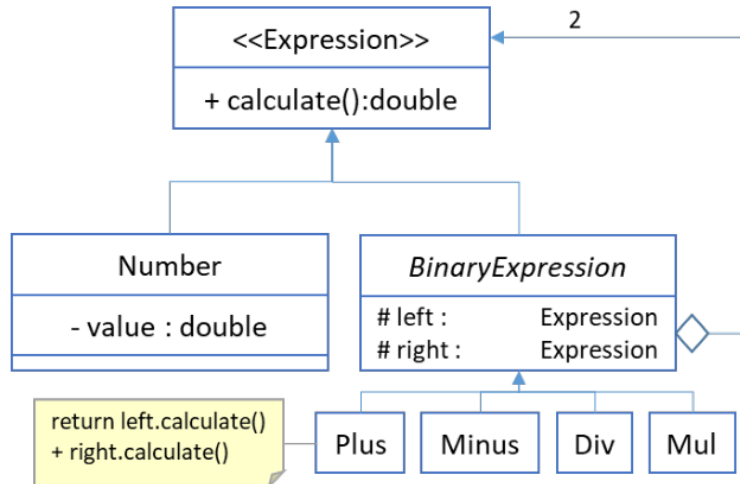 2
<<Expression>>
+ calculate():double
Number
- value : double
BinaryExpression
# left : Expression
# right : Expression
return left.calculate()
+ right.calculate()
Plus
Minus
Div
Mul